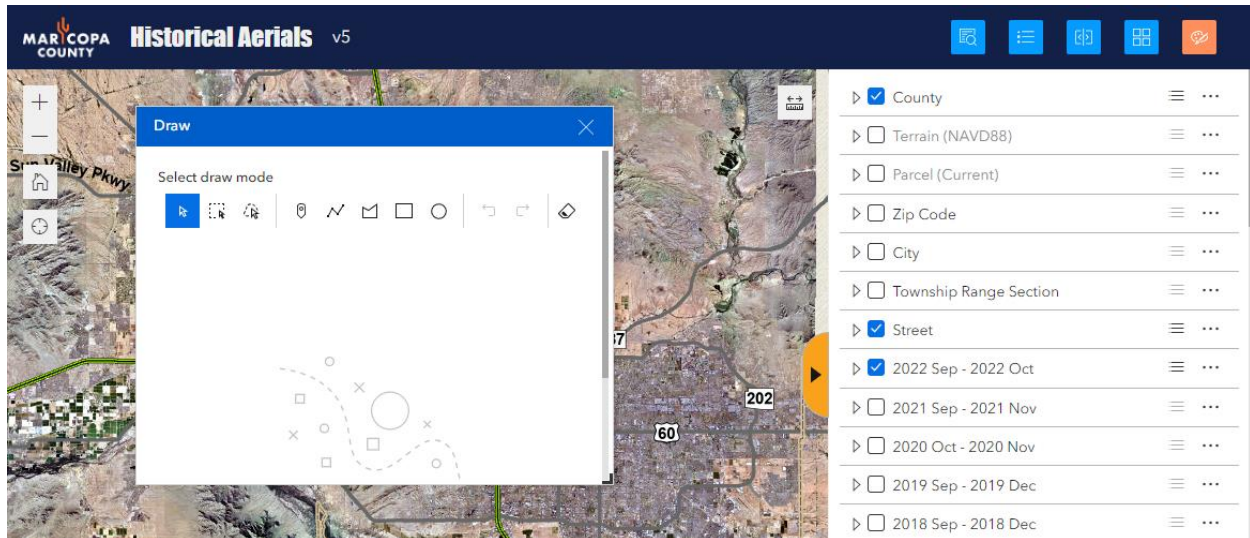 MARICOPA
COUNTY
Historical Aerials v5
Draw
Select draw mode
Sun Valley Pkwy
202
60
County
Terrain (NAVD88)
Parcel (Current)
Zip Code
City
Township Range Section
Street
2022 Sep - 2022 Oct
2021 Sep - 2021 Nov
2020 Oct - 2020 Nov
2019 Sep - 2019 Dec
2018 Sep - 2018 Dec